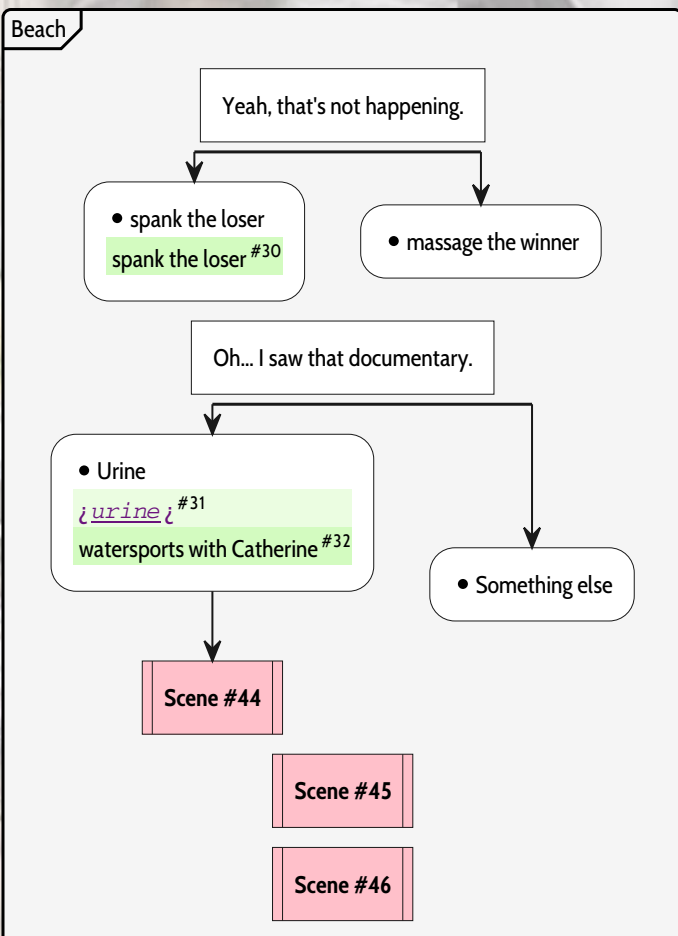 Beach
Yeah, that's not happening.
• spank the loser
spank the loser #30
• massage the winner
Oh... I saw that documentary.
• Urine
¿urine¿ #31
watersports with Catherine #32
• Something else
Scene #44
Scene #45
Scene #46